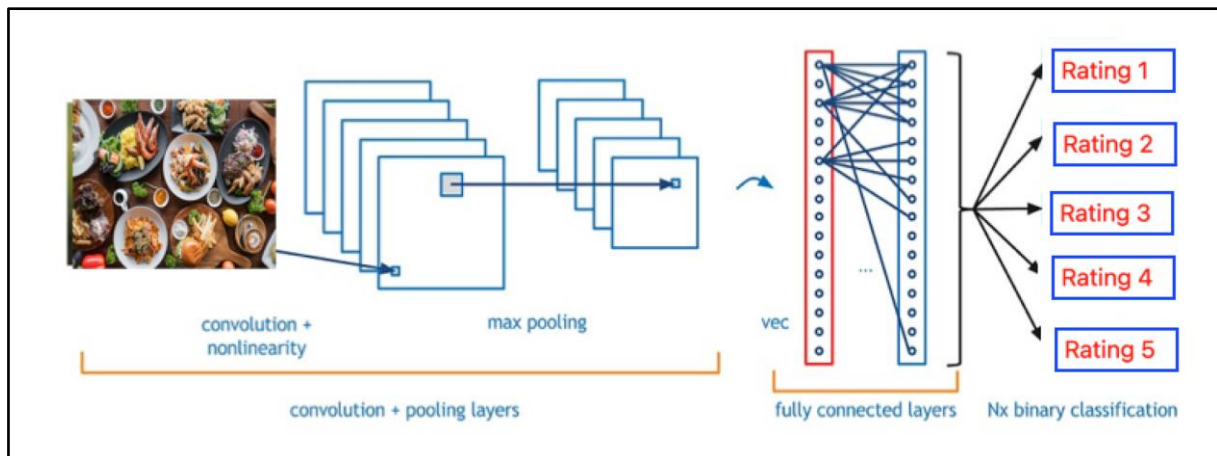 Rating 1
Rating 2
Rating 3
Rating 4
Rating 5
...
convolution +
nonlinearity
max pooling
vec
convolution + pooling layers
fully connected layers
Nx binary classification